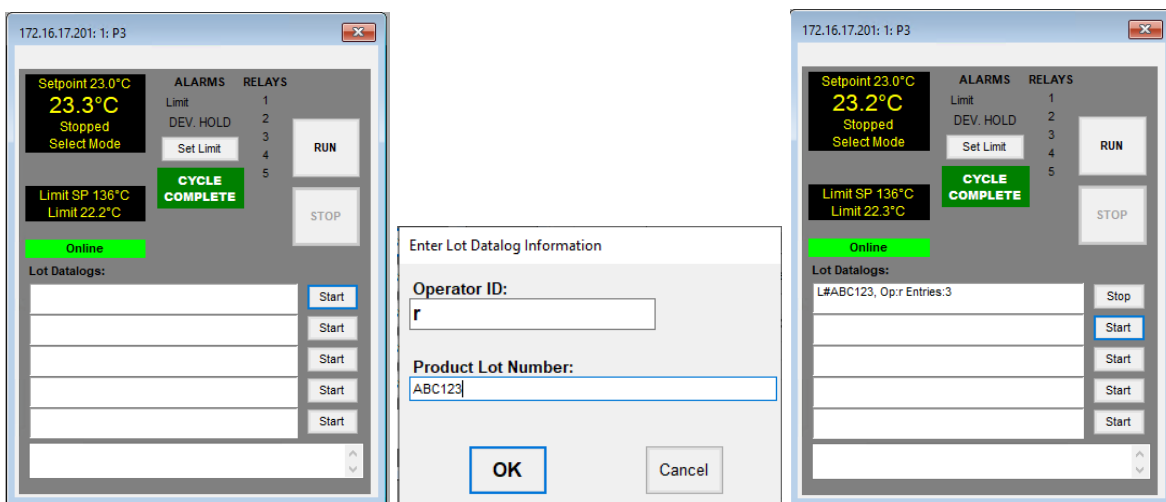 172.16.17.201: 1: P3
Setpoint 23.0°C
23.3°C
Stopped
Select Mode
ALARMS RELAYS
Limit 1
DEV. HOLD 2
3
Set Limit 4
5
CYCLE
COMPLETE
RUN
STOP
Limit SP 136°C
Limit 22.2°C
Online
Lot Datalogs:
Start
Start
Start
Start
Start
Enter Lot Datalog Information
Operator ID:
r
Product Lot Number:
ABC123
OK Cancel
172.16.17.201: 1: P3
Setpoint 23.0°C
23.2°C
Stopped
Select Mode
ALARMS RELAYS
Limit 1
DEV. HOLD 2
3
Set Limit 4
5
CYCLE
COMPLETE
RUN
STOP
Limit SP 136°C
Limit 22.3°C
Online
Lot Datalogs:
L#ABC123, Op:r Entries:3 Stop
Start
Start
Start
Start